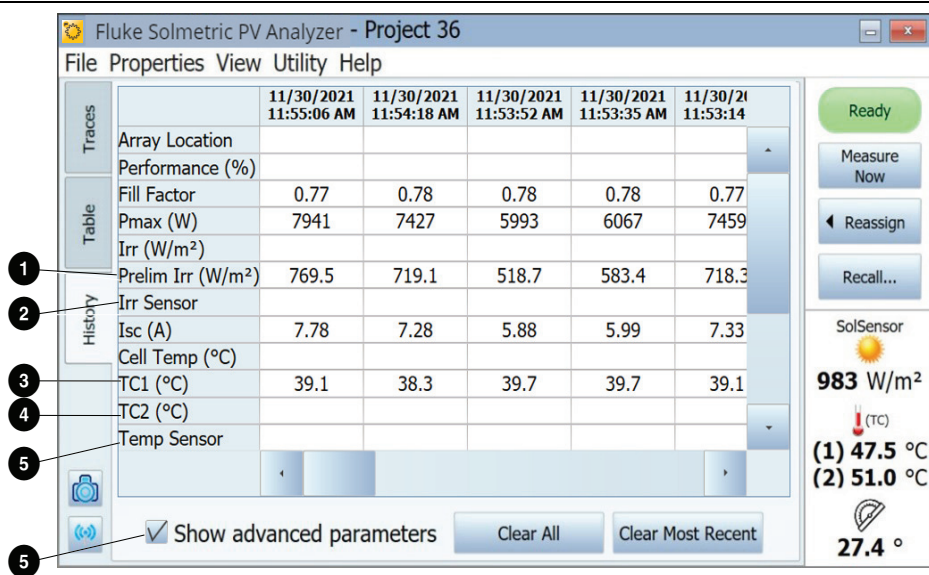 Fluke Solmetric PV Analyzer - Project 36
File Properties View Utility Help
Traces
Table
History
11/30/2021 11/30/2021 11/30/2021 11/30/2021 11/30/2(
11:55:06 AM 11:54:18 AM 11:53:52 AM 11:53:35 AM 11:53:14
Array Location
Performance (%)
Fill Factor 0.77 0.78 0.78 0.78 0.77
Pmax (W) 7941 7427 5993 6067 7459
Irr (W/m²)
1 Prelim Irr (W/m²) 769.5 719.1 518.7 583.4 718.3
2 Irr Sensor
Isc (A) 7.78 7.28 5.88 5.99 7.33
Cell Temp (°C)
3 TC1 (°C) 39.1 38.3 39.7 39.7 39.1
4 TC2 (°C)
5 Temp Sensor
5 Show advanced parameters Clear All Clear Most Recent
Ready
Measure
Now
Reassign
Recall...
SolSensor
983 W/m²
(TC)
(1) 47.5 °C
(2) 51.0 °C
27.4 °